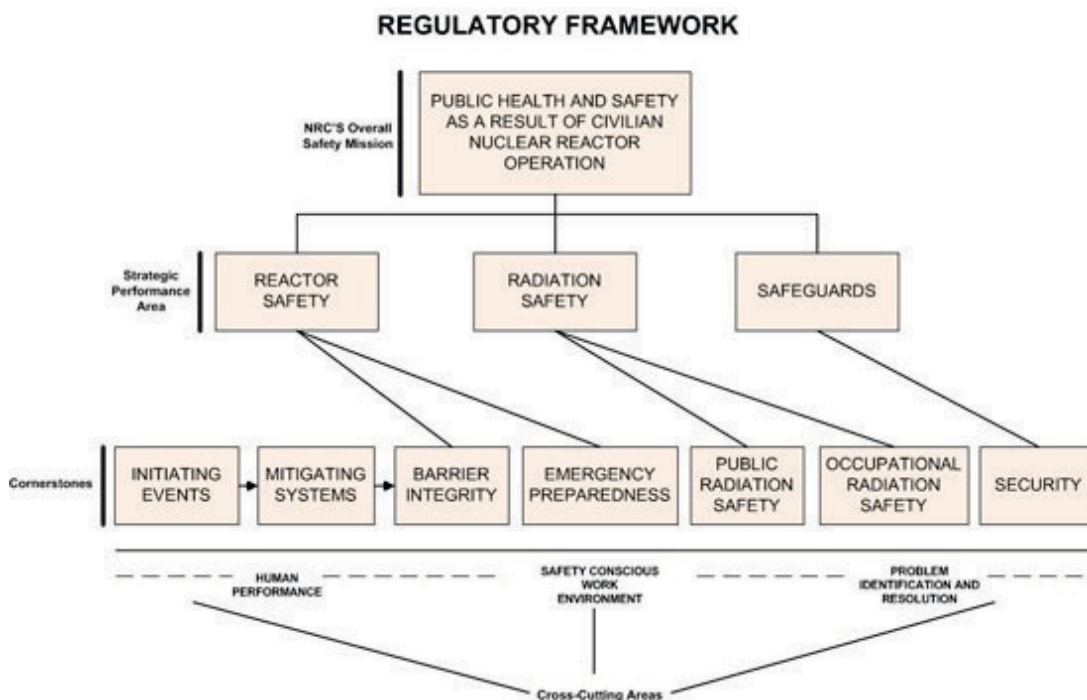 REGULATORY FRAMEWORK
NRC'S Overall
Safety Mission
PUBLIC HEALTH AND SAFETY
AS A RESULT OF CIVILIAN
NUCLEAR REACTOR
OPERATION
Strategic
Performance
Area
REACTOR
SAFETY
RADIATION
SAFETY
SAFEGUARDS
Cornerstones
INITIATING
EVENTS
MITIGATING
SYSTEMS
BARRIER
INTEGRITY
EMERGENCY
PREPAREDNESS
PUBLIC
RADIATION
SAFETY
OCCUPATIONAL
RADIATION
SAFETY
SECURITY
HUMAN
PERFORMANCE
SAFETY CONSCIOUS
WORK
ENVIRONMENT
PROBLEM
IDENTIFICATION AND
RESOLUTION
Cross-Cutting Areas